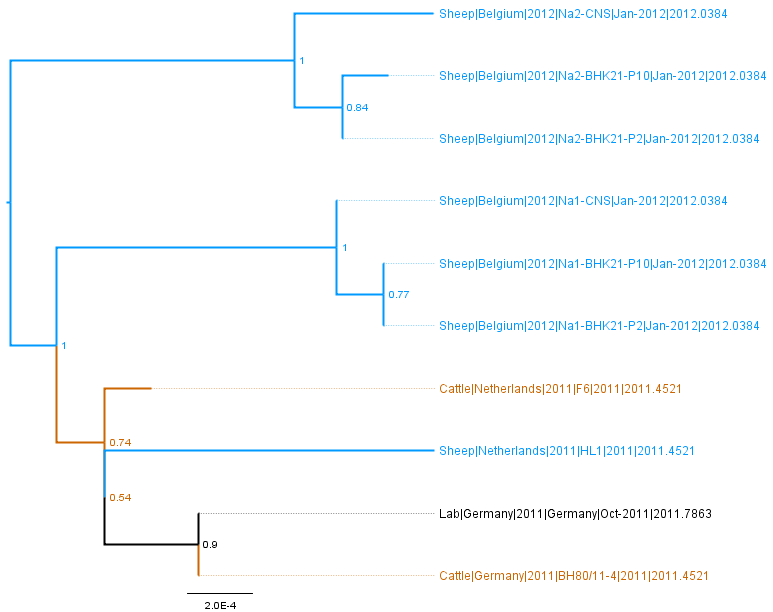 Sheep|Belgium|2012|Na2-CNS|Jan-2012|2012.0384
1
Sheep|Belgium|2012|Na2-BHK21-P10|Jan-2012|2012.0384
0.84
Sheep|Belgium|2012|Na2-BHK21-P2|Jan-2012|2012.0384
Sheep|Belgium|2012|Na1-CNS|Jan-2012|2012.0384
1
Sheep|Belgium|2012|Na1-BHK21-P10|Jan-2012|2012.0384
0.77
Sheep|Belgium|2012|Na1-BHK21-P2|Jan-2012|2012.0384
1
Cattle|Netherlands|2011|F6|2011|2011.4521
0.74
Sheep|Netherlands|2011|HL1|2011|2011.4521
0.54
Lab|Germany|2011|Germany|Oct-2011|2011.7863
0.9
Cattle|Germany|2011|BH80/11-4|2011|2011.4521
2.0E-4